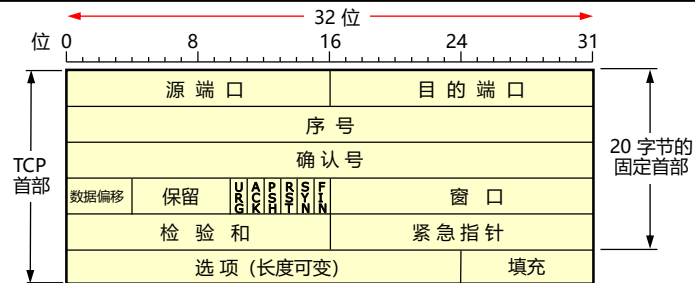 32 位
位 0 8 16 24 31
源 端 口 目 的 端 口
序 号
TCP 首部
确 认 号
20 字节的 固定首部
数据偏移 保留 URG ACK PSH RST SYN FIN 窗 口
检 验 和 紧 急 指 针
选 项 (长度可变) 填充